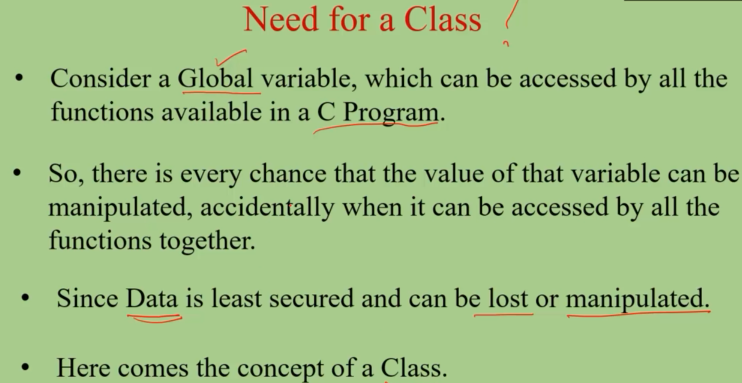 Need for a Class
• Consider a Global variable, which can be accessed by all the
functions available in a C Program.
• So, there is every chance that the value of that variable can be
manipulated, accidentally when it can be accessed by all the
functions together.
• Since Data is least secured and can be lost or manipulated.
• Here comes the concept of a Class.